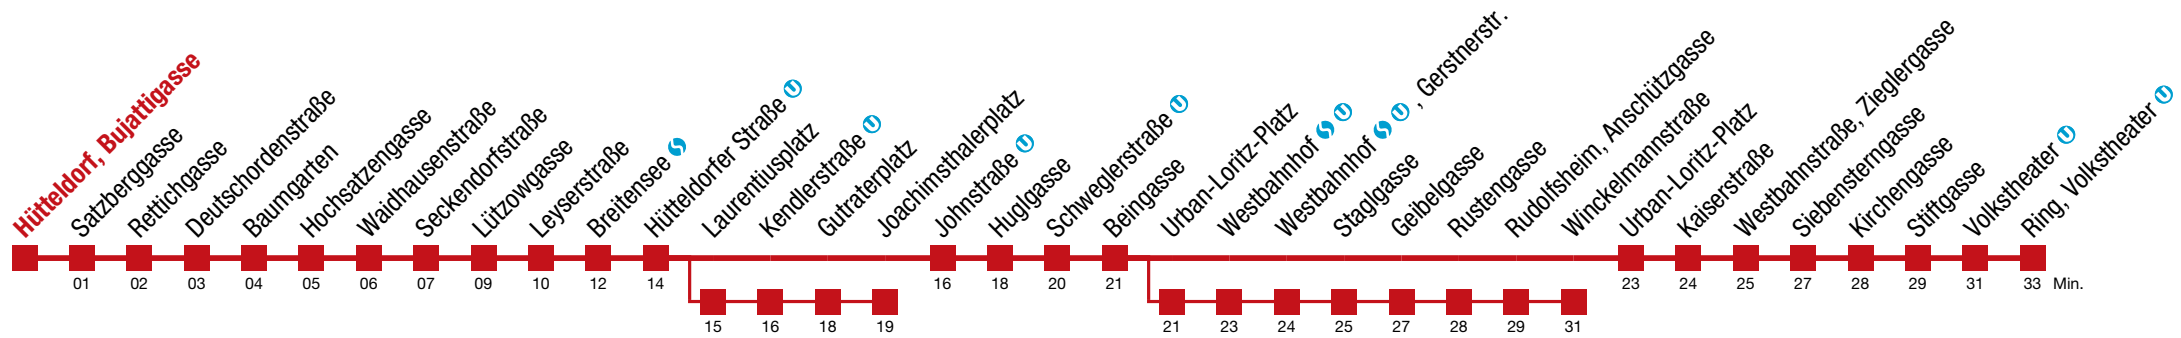 Hütteldorf, Bujattigasse
Satzberggasse
Rettichgasse
Deutschordenstraße
Baumgarten
Hochsatzengasse
Waidhausenstraße
Seckendorfstraße
Lützowgasse
Leyserstraße
Breitensee
Hütteldorfer Straße U
Laurentiusplatz
Kendlerstraße U
Gutraterplatz
Joachimsthalerplatz
Johnstraße U
Huglgasse
Schweglerstraße U
Beingasse
Urban-Loritz-Platz
Westbahnhof U
Westbahnhof U , Gerstnerstr.
Staglgasse
Geibelgasse
Rustengasse
Rudolfsheim, Anschützgasse
Winckelmannstraße
Urban-Loritz-Platz
Kaiserstraße
Westbahnstraße, Zieglergasse
Siebensterngasse
Kirchengasse
Stiftgasse
Volkstheater U
Ring, Volkstheater U
01 02 03 04 05 06 07 09 10 12 14 16 18 20 21 23 24 25 27 28 29 31 33 Min.
15 16 18 19 21 23 24 25 27 28 29 31